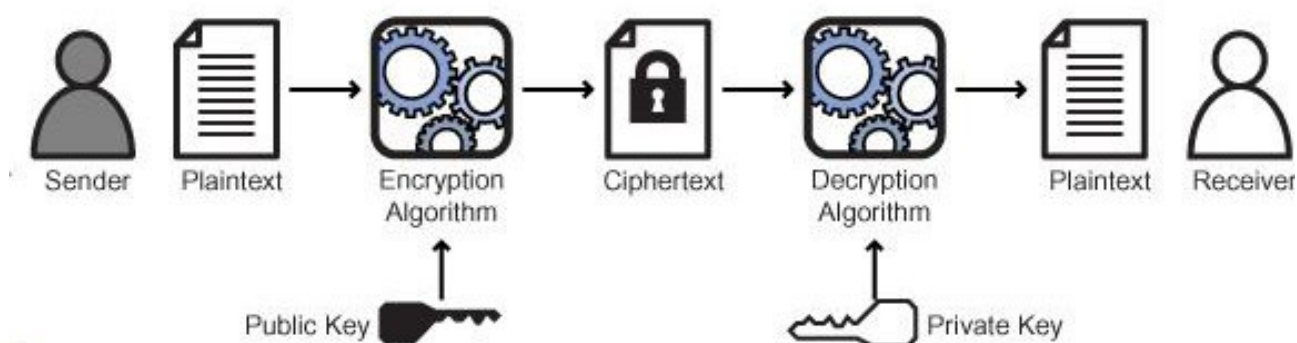 Sender
Plaintext
Encryption
Algorithm
Ciphertext
Decryption
Algorithm
Plaintext
Receiver
Public Key
Private Key